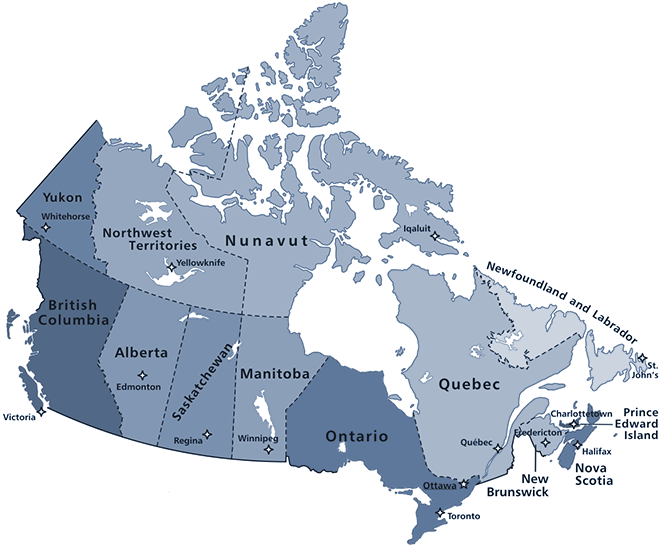 Yukon
Whitehorse
Northwest
Territories
Yellowknife
Nunavut
Iqaluit
British
Columbia
Victoria
Alberta
Edmonton
Saskatchewan
Regina
Manitoba
Winnipeg
Ontario
Ottawa
Toronto
Quebec
Québec
Newfoundland and Labrador
St.
John's
Charlottetown
Prince
Edward
Island
Fredericton
New
Brunswick
Halifax
Nova
Scotia